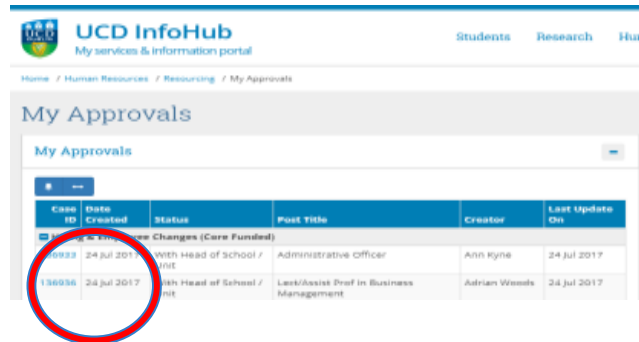 UCD InfoHub
My services & information portal
Students Research
Home / Human Resources / Resourcing / My Approvals
My Approvals
My Approvals
Case ID Date Created Status Post Title Creator Last Update On
Hiring & Employee Changes (Core Funded)
24 Jul 2017 With Head of School / Unit Administrative Officer Ann Kyne 24 Jul 2017
136936 24 Jul 2017 With Head of School / Unit Lect/Assist Prof in Business Management Adrian Woods 24 Jul 2017